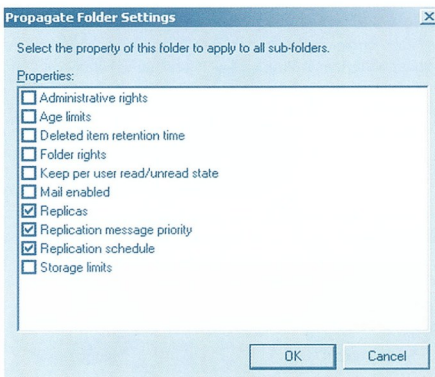 Propagate Folder Settings
Select the property of this folder to apply to all sub-folders.
Properties:
Administrative rights
Age limits
Deleted item retention time
Folder rights
Keep per user read/unread state
Mail enabled
Replicas
Replication message priority
Replication schedule
Storage limits
OK Cancel